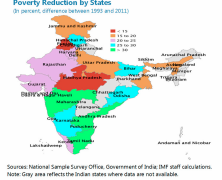 Poverty Reduction by States
(In percent, difference between 1993 and 2011)
Jammu and Kashmir
< 15
15 to 20
20 to 25
25 to 30
> 30
Himachal Pradesh
Punjab
Uttaranchal
Haryana
Arunachal Pradesh
Rajasthan
Uttar Pradesh
Bihar
Assam
Nagaland
Meghalaya
Manipur
Tripura
Mizoram
West Bengal
Gujarat
Madhya Pradesh
Chhattisgarh
Odisha
Maharashtra
Telangana
Andhra Pradesh
Goa
Karnataka
Puducherry
Lakshadweep
Kerala
Tamil Nadu
Andaman and Nicobar
Sources: National Sample Survey Office, Government of India; IMF staff calculations.
Note: Gray area reflects the Indian states where data are not available.